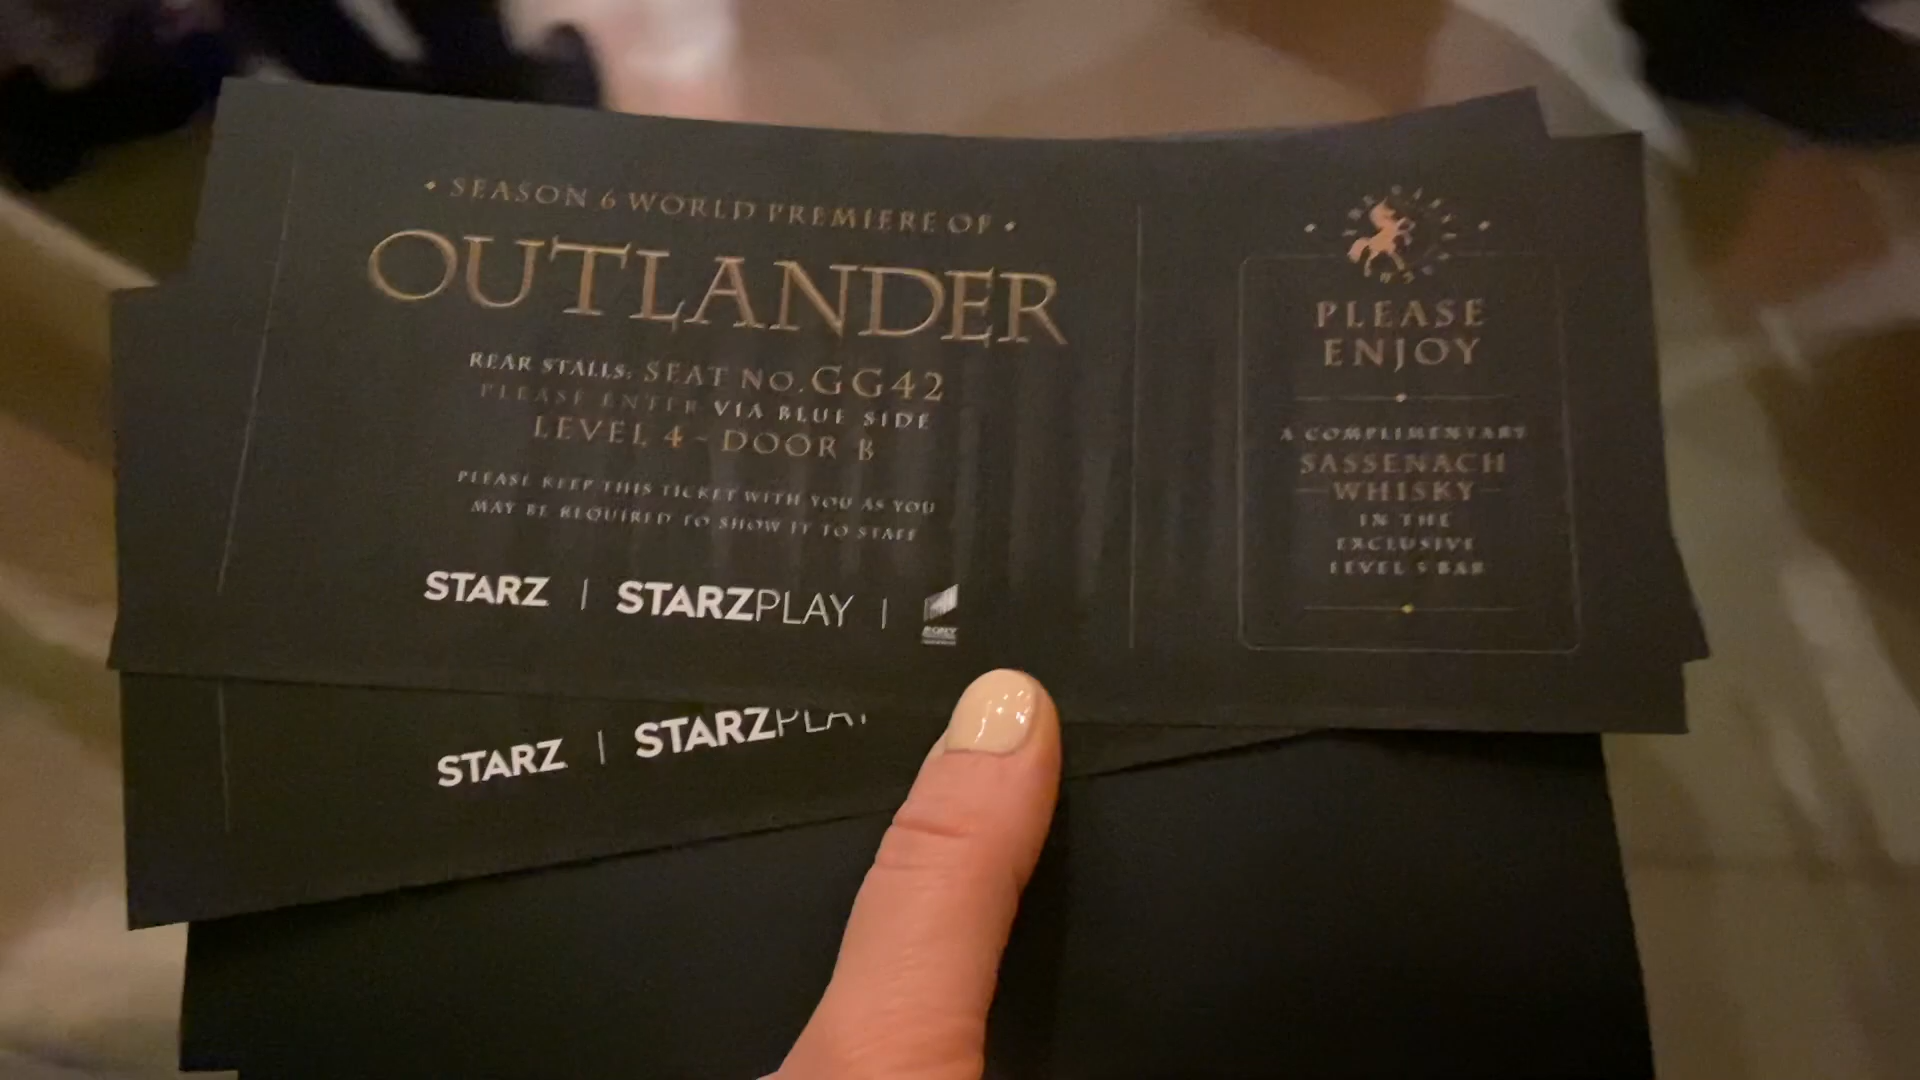 • SEASON 6 WORLD PREMIERE OF •
OUTLANDER
REAR STALLS: SEAT NO. GG42
PLEASE ENTER VIA BLUE SIDE
LEVEL 4 - DOOR B
PLEASE KEEP THIS TICKET WITH YOU AS YOU
MAY BE REQUIRED TO SHOW IT TO STAFF
STARZ | STARZPLAY |
SONY
PLEASE
ENJOY
A COMPLIMENTARY
SASSENACH
WHISKY
IN THE
EXCLUSIVE
LEVEL 5 BAR
STARZ | STARZPLAY